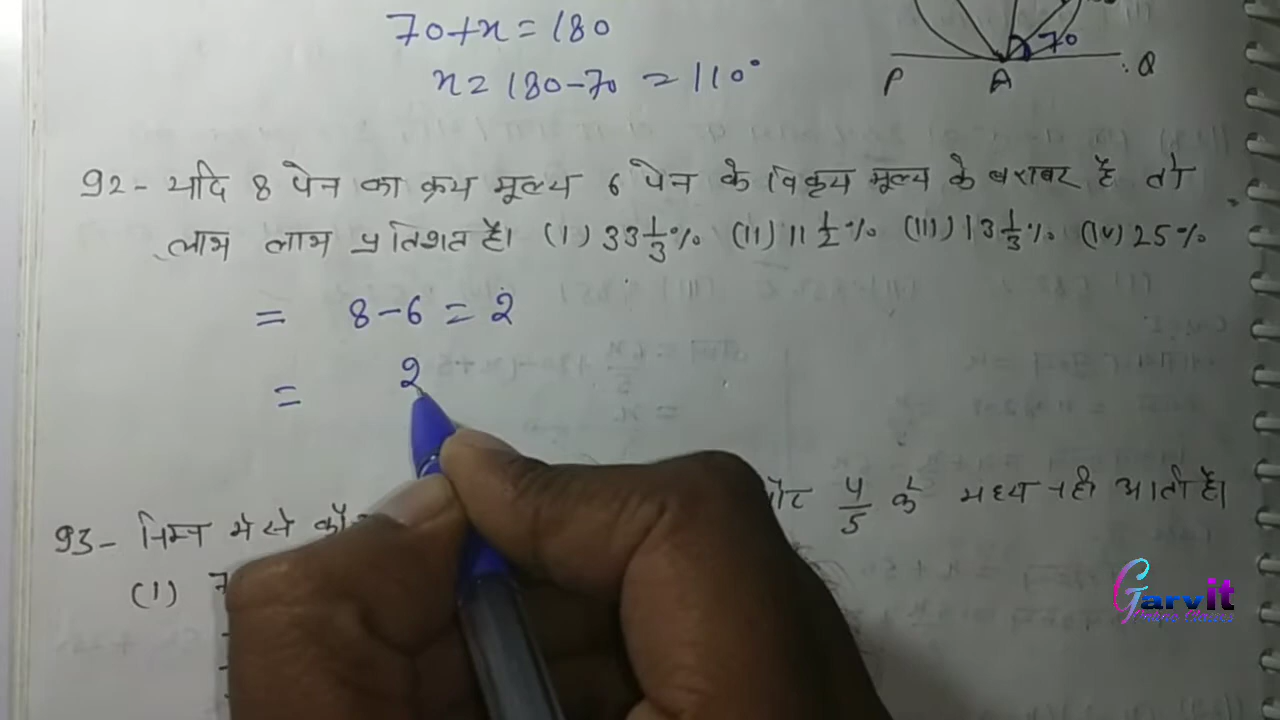 70+x = 180
x = 180-70 = 110°
70
P A Q
92- यदि 8 पेन का क्रय मूल्य 6 पेन के विक्रय मूल्य के बराबर है तो
लाभ लाभ प्रतिशत है। (I) 33 1/3% (II) 11 1/2% (III) 13 1/3% (IV) 25%
= 8-6 = 2
= 2
93- निम्न मे से 4/5 के मध्य नही आती है।
(I) 7
Garvit